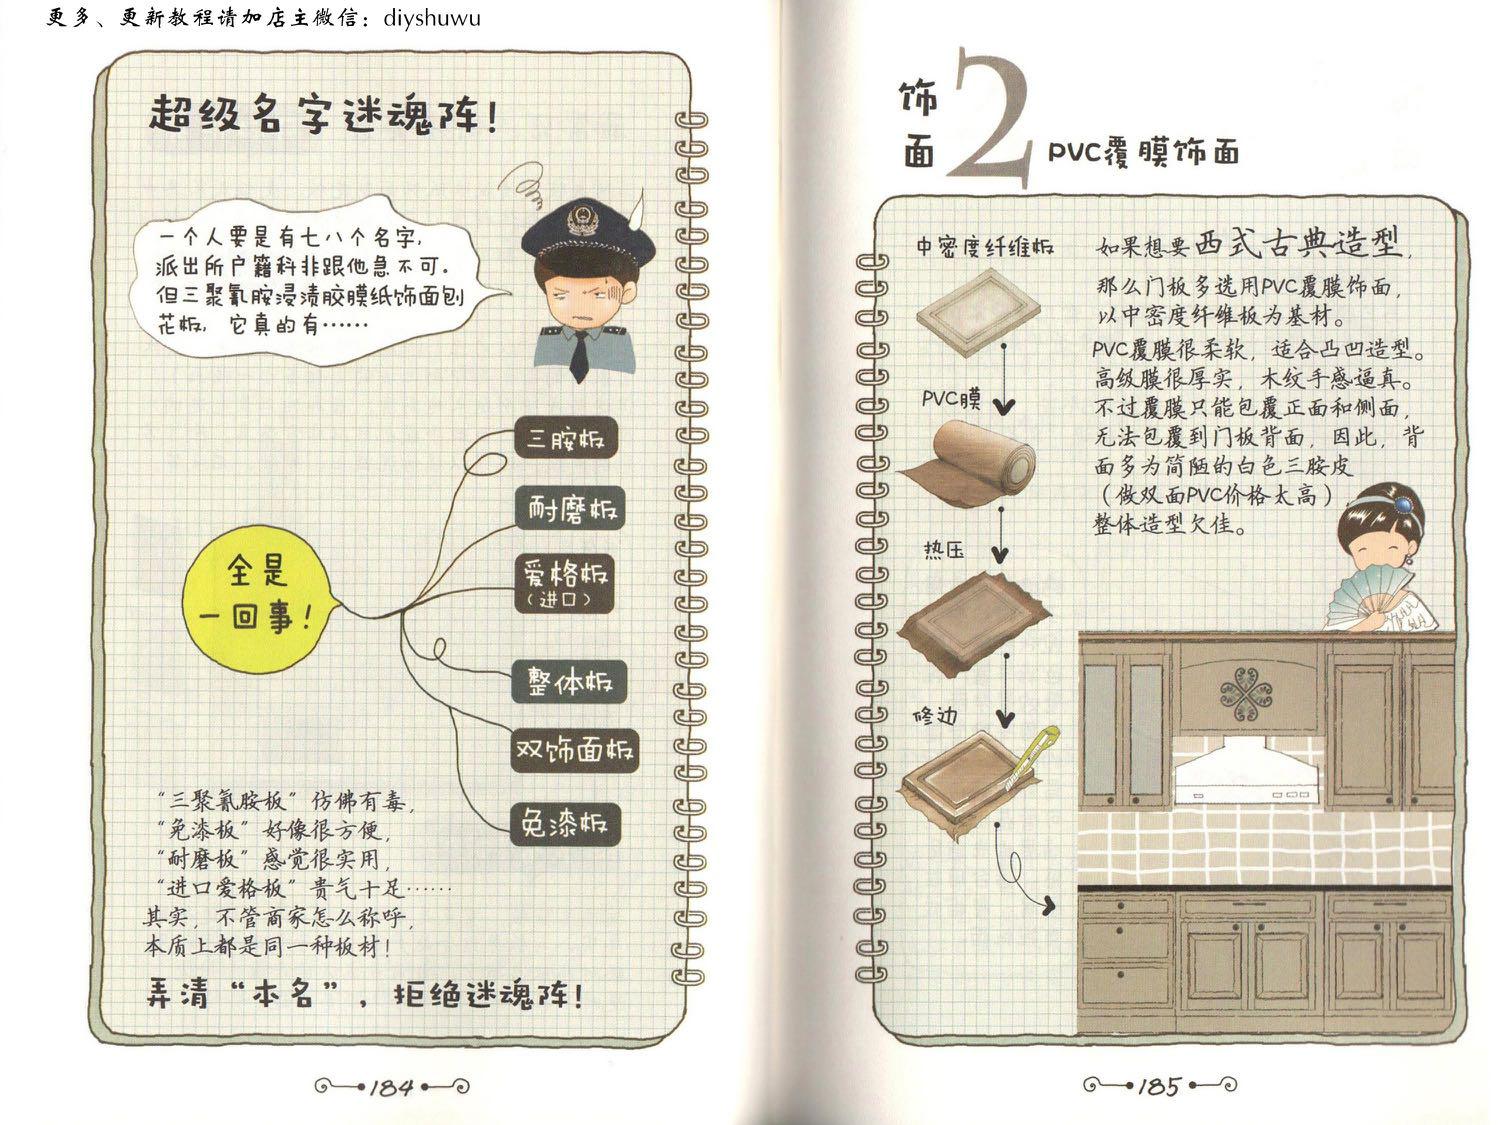 更多、更新教程请加店主微信：diyshuwu
超级名字迷魂阵！
一个人要是有七八个名字，
派出所户籍科非跟他急不可。
但三聚氰胺浸渍胶膜纸饰面刨
花板，它真的有……
三胺板
耐磨板
爱格板
（进口）
全是
一回事！
整体板
双饰面板
免漆板
“三聚氰胺板”仿佛有毒，
“免漆板”好像很方便，
“耐磨板”感觉很实用，
“进口爱格板”贵气十足……
其实，不管商家怎么称呼，
本质上都是同一种板材！
弄清“本名”，拒绝迷魂阵！
184
饰面2
PVC覆膜饰面
中密度纤维板
PVC膜
热压
修边
如果想要西式古典造型，
那么门板多选用PVC覆膜饰面，
以中密度纤维板为基材。
PVC覆膜很柔软，适合凸凹造型。
高级膜很厚实，木纹手感逼真。
不过覆膜只能包覆正面和侧面，
无法包覆到门板背面，因此，背
面多为简陋的白色三胺皮
（做双面PVC价格太高），
整体造型欠佳。
185